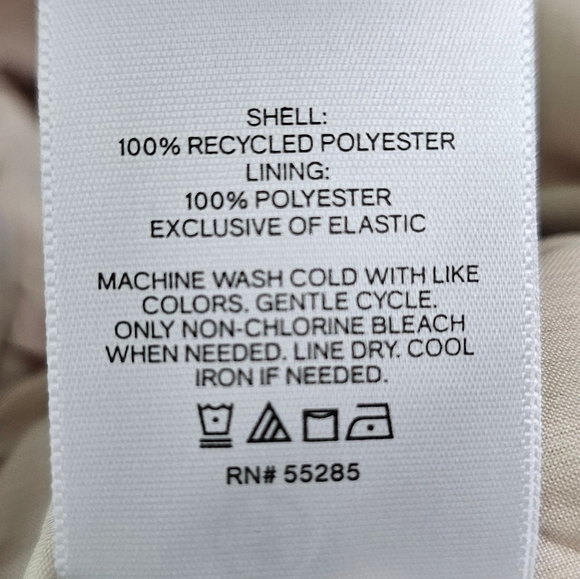 SHELL:
100% RECYCLED POLYESTER
LINING:
100% POLYESTER
EXCLUSIVE OF ELASTIC
MACHINE WASH COLD WITH LIKE
COLORS. GENTLE CYCLE.
ONLY NON-CHLORINE BLEACH
WHEN NEEDED. LINE DRY. COOL
IRON IF NEEDED.
RN# 55285